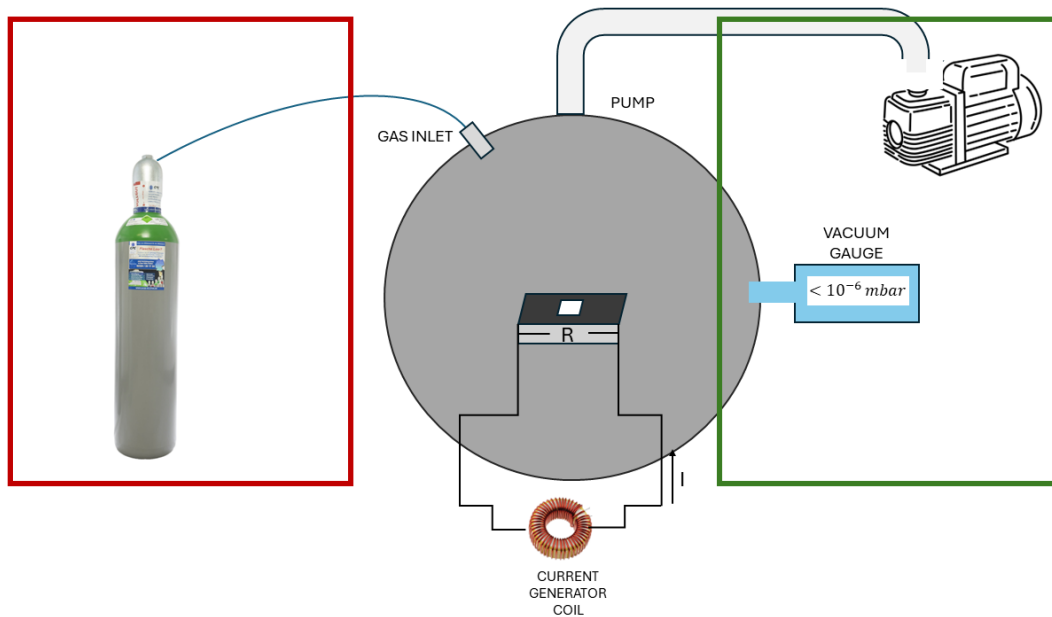 PUMP
GAS INLET
VACUUM
GAUGE
< 10⁻⁶ mbar
R
I
CURRENT
GENERATOR
COIL